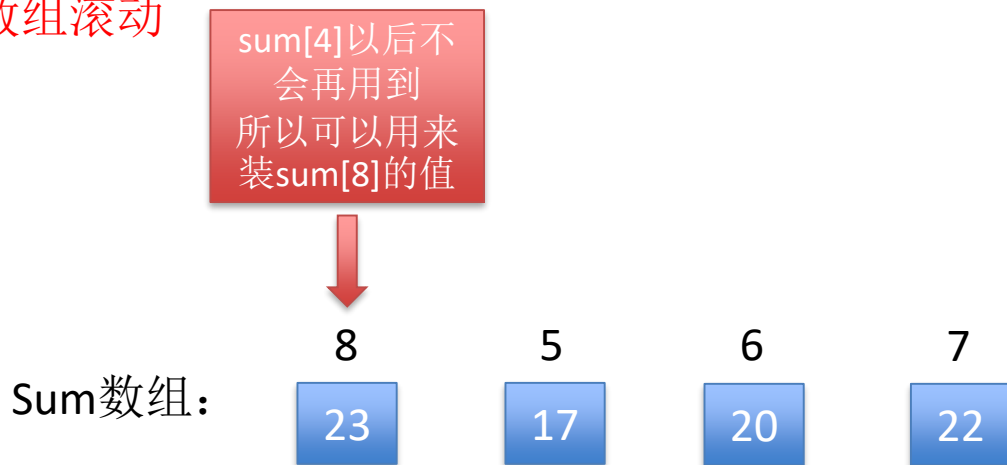 数组滚动
sum[4]以后不
会再用到
所以可以用来
装sum[8]的值
8 5 6 7
Sum数组：
23 17 20 22